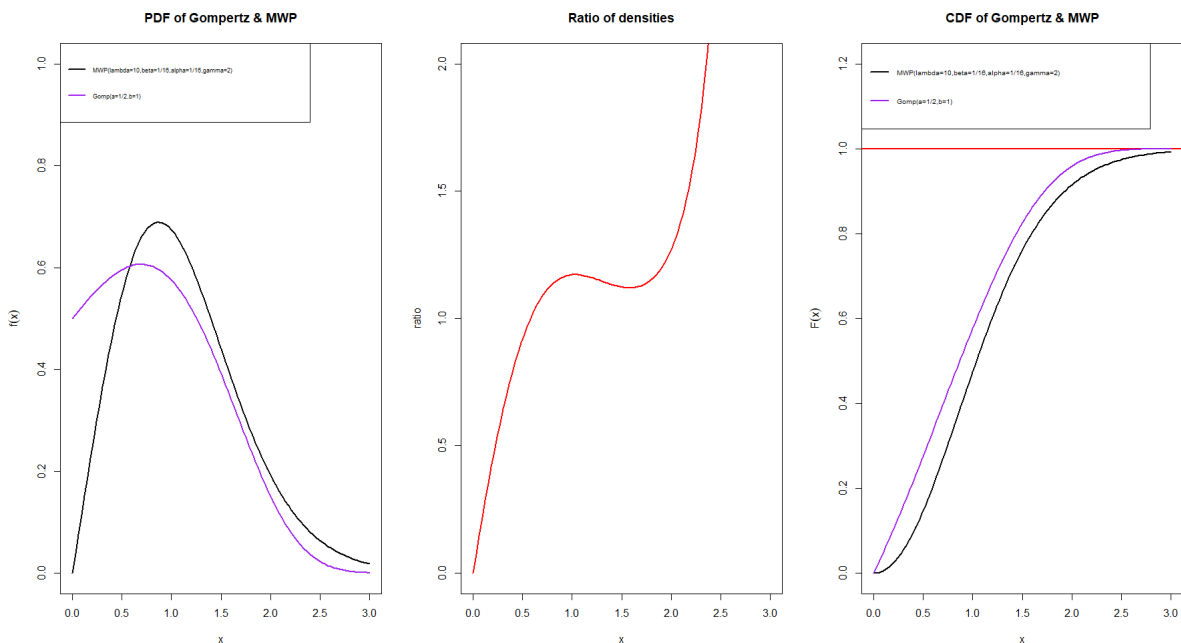 PDF of Gompertz & MWP
MWP(lambda=10,beta=1/16,alpha=1/16,gamma=2)
Gomp(a=1/2,b=1)
f(x)
1.0
0.8
0.6
0.4
0.2
0.0
0.0 0.5 1.0 1.5 2.0 2.5 3.0
x
Ratio of densities
ratio
2.0
1.5
1.0
0.5
0.0
0.0 0.5 1.0 1.5 2.0 2.5 3.0
x
CDF of Gompertz & MWP
MWP(lambda=10,beta=1/16,alpha=1/16,gamma=2)
Gomp(a=1/2,b=1)
F(x)
1.2
1.0
0.8
0.6
0.4
0.2
0.0
0.0 0.5 1.0 1.5 2.0 2.5 3.0
x